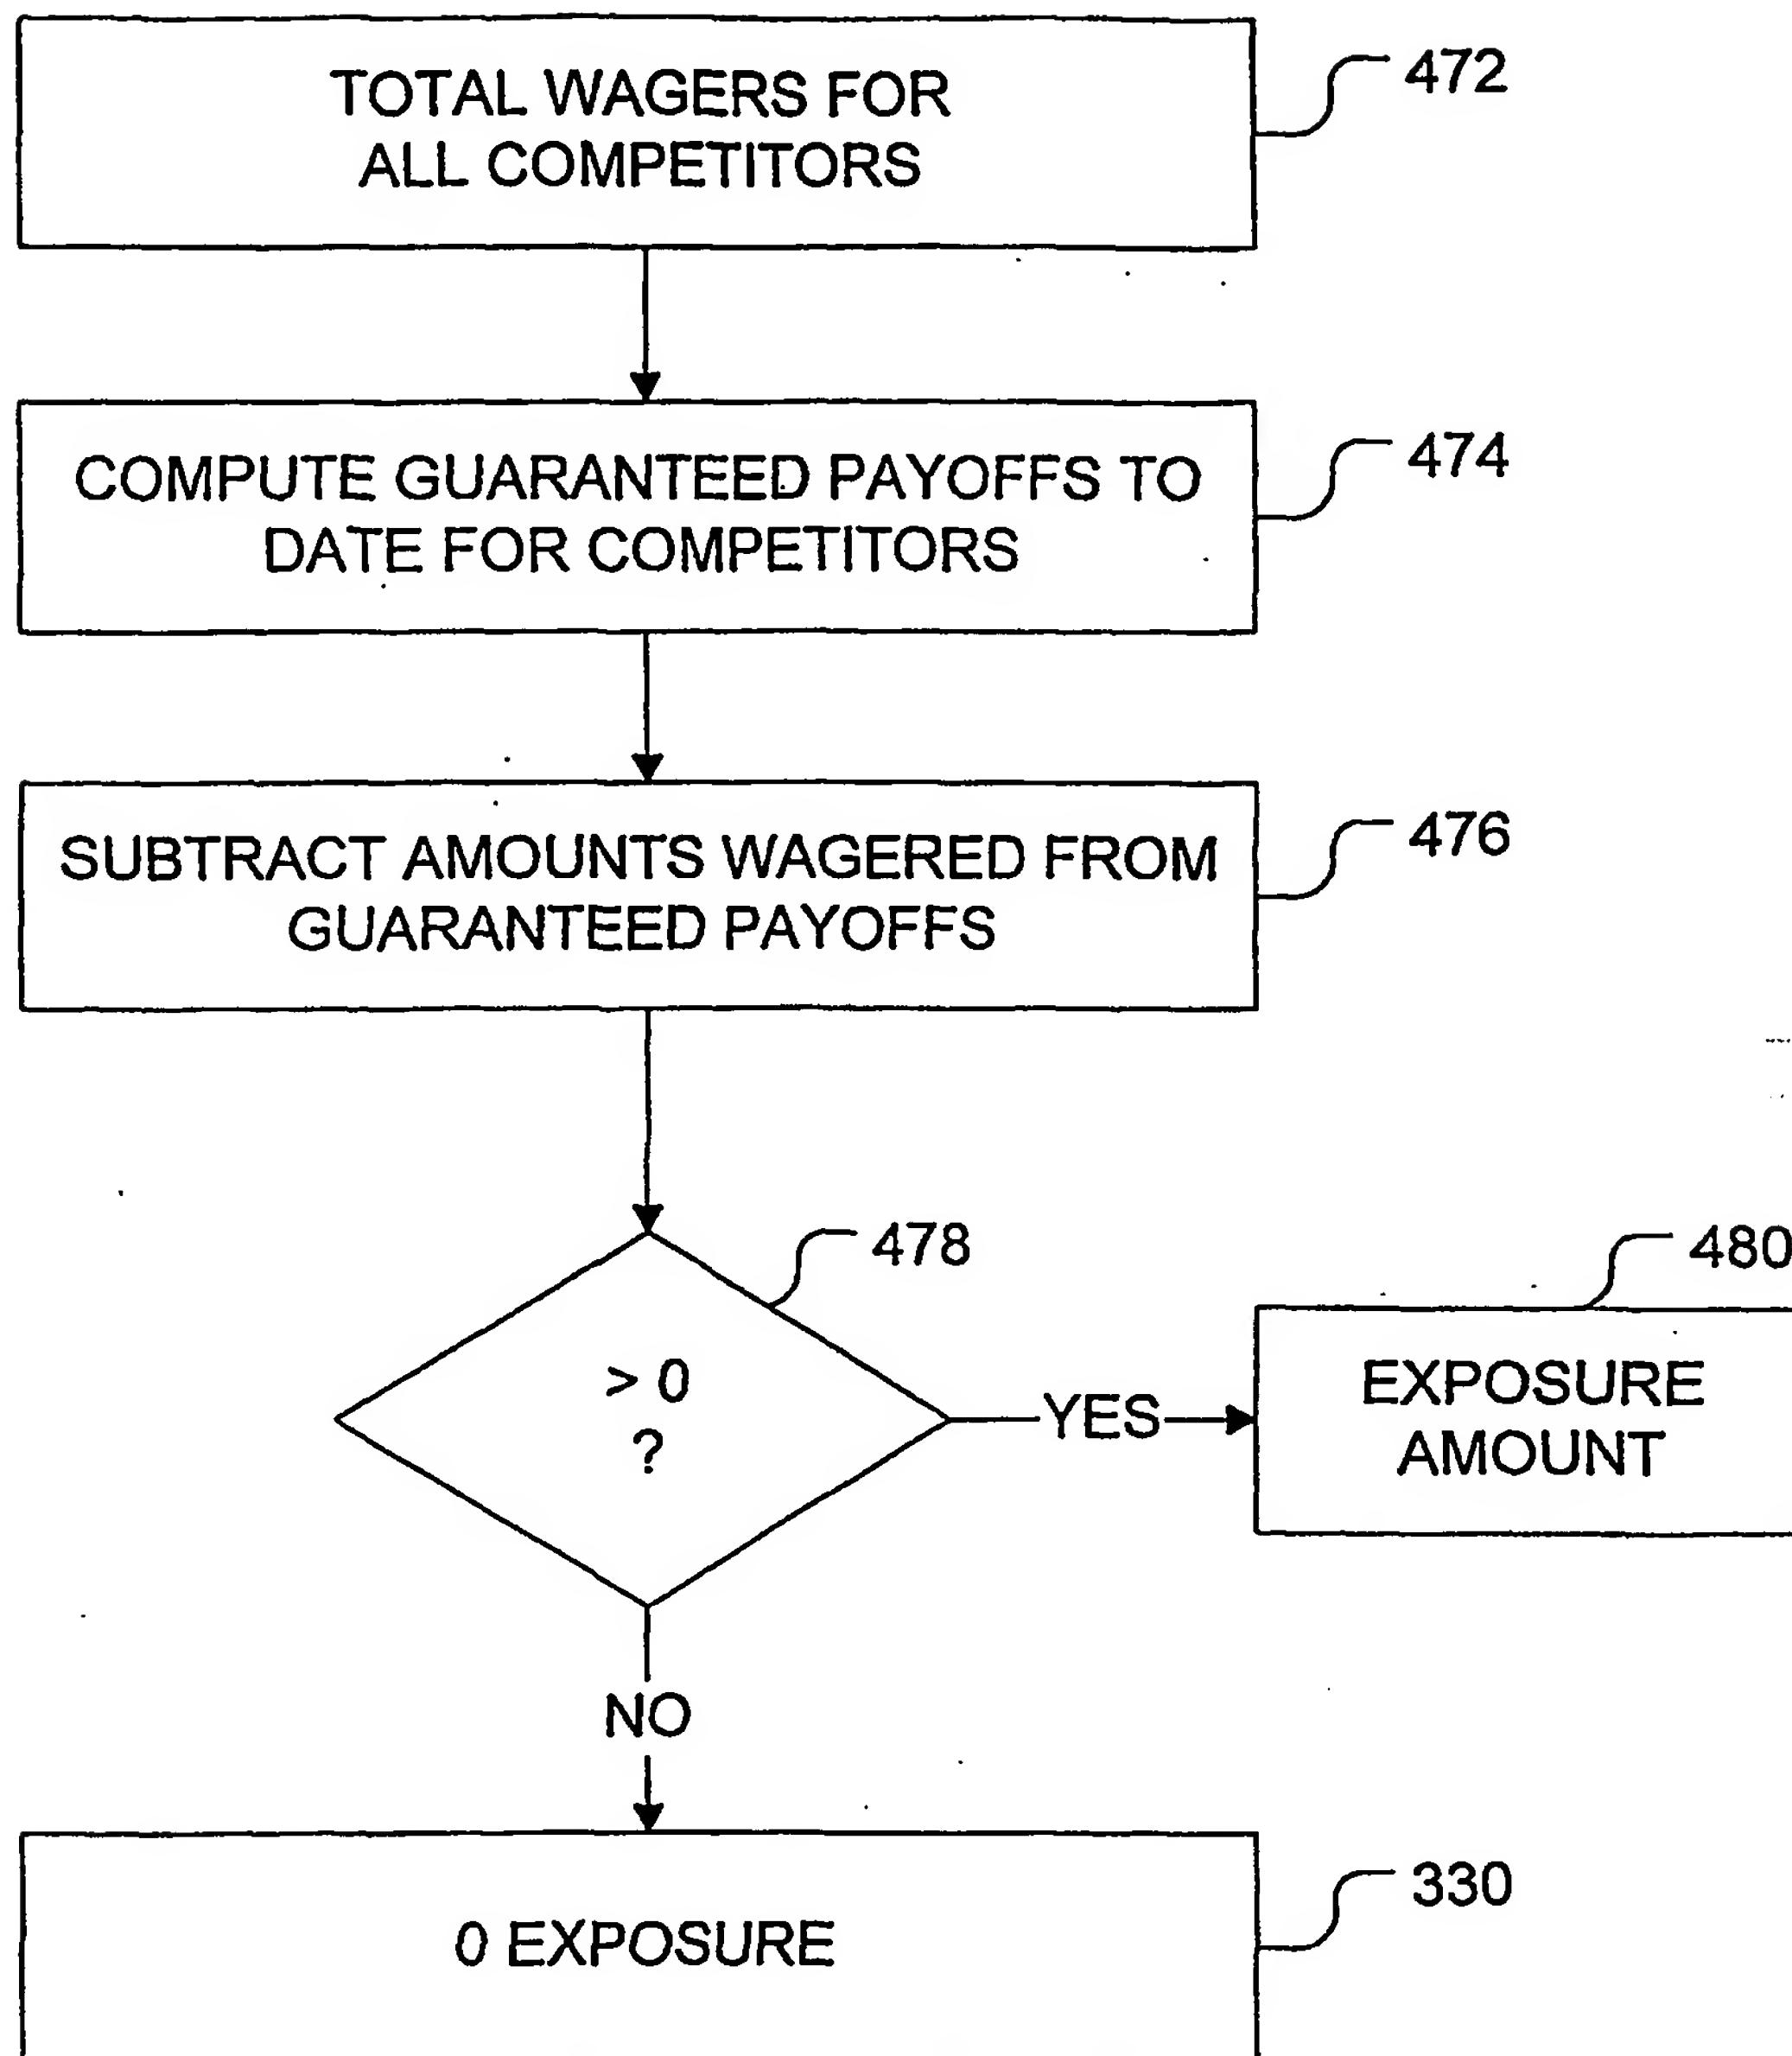 TOTAL WAGERS FOR
ALL COMPETITORS
472
COMPUTE GUARANTEED PAYOFFS TO
DATE FOR COMPETITORS
474
SUBTRACT AMOUNTS WAGERED FROM
GUARANTEED PAYOFFS
476
478
> 0
?
YES
480
EXPOSURE
AMOUNT
NO
0 EXPOSURE
330